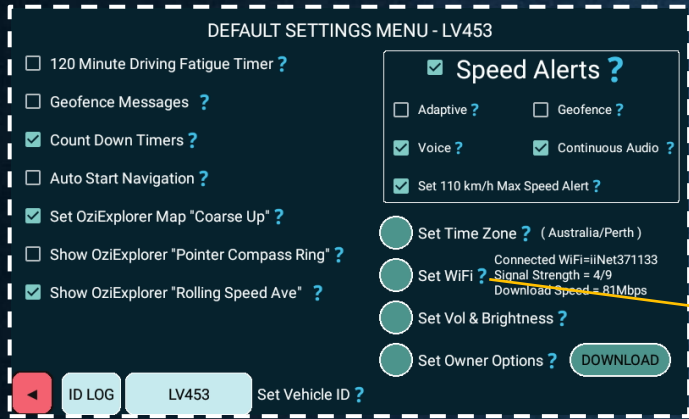 DEFAULT SETTINGS MENU - LV453
120 Minute Driving Fatigue Timer ?
Geofence Messages ?
Count Down Timers ?
Auto Start Navigation ?
Set OziExplorer Map "Coarse Up" ?
Show OziExplorer "Pointer Compass Ring" ?
Show OziExplorer "Rolling Speed Ave" ?
Speed Alerts ?
Adaptive ? Geofence ?
Voice ? Continuous Audio ?
Set 110 km/h Max Speed Alert ?
Set Time Zone ? ( Australia/Perth )
Set WiFi ?
Connected WiFi=iiNet371133
Signal Strength = 4/9
Download Speed = 81Mbps
Set Vol & Brightness ?
Set Owner Options ? DOWNLOAD
ID LOG LV453 Set Vehicle ID ?